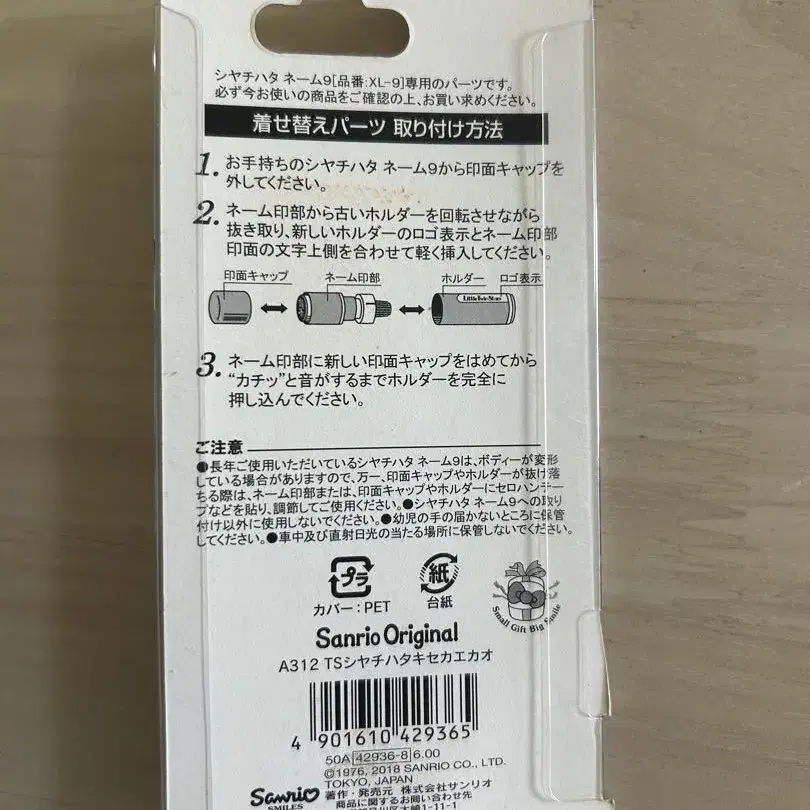 シヤチハタ ネーム9[品番:XL-9]専用のパーツです。
必ず今お使いの商品をご確認の上、お買い求めください。
着せ替えパーツ 取り付け方法
1. お手持ちのシヤチハタ ネーム9から印面キャップを
外してください。
2. ネーム印部から古いホルダーを回転させながら
抜き取り、新しいホルダーのロゴ表示とネーム印部
印面の文字上側を合わせて軽く挿入してください。
印面キャップ ネーム印部 ホルダー ロゴ表示
LittleTwinStars
3. ネーム印部に新しい印面キャップをはめてから
“カチッ”と音がするまでホルダーを完全に
押し込んでください。
ご注意
●長年ご使用いただいているシヤチハタ ネーム9は、ボディーが変形
している場合がありますので、万一、印面キャップやホルダーが抜け落
ちる際は、ネーム印部または、印面キャップやホルダーにセロハンテー
プなどを貼り、調節してご使用ください。●シヤチハタ ネーム9への取り
付け以外に使用しないでください。●幼児の手の届かないところに保管
してください。●車中及び直射日光の当たる場所に保管しないでください。
プラ 紙
カバー:PET 台紙
Small Gift Big Smile
Sanrio Original
A312 TSシヤチハタキセカエカオ
4 901610 429365
50A 42936-8 6.00
©1976, 2018 SANRIO CO., LTD.
TOKYO, JAPAN
Sanrio 著作・発売元 株式会社サンリオ
SMILES 商品に関するお問い合わせ先
1-11-1